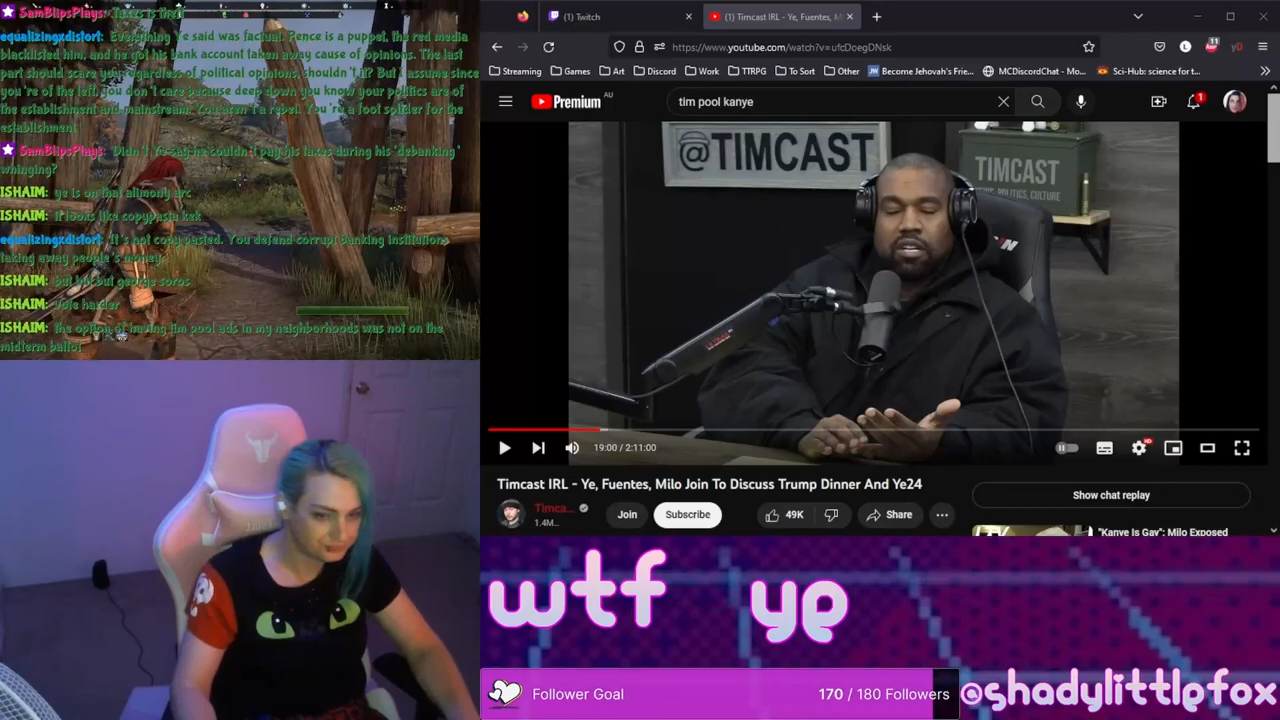 SamBlipsPlays: Taxes is theft
equalizingxdistort: Everything Ye said was factual. Pence is a puppet, the red media
blacklisted him, and he got his bank account taken away cause of opinions. The last
part should scare you regardless of political opinions, shouldn't it? But I assume since
you're of the left, you don't care because deep down you know your politics are of
the establishment and mainstream. You aren't a rebel. You're a foot soldier for the
establishment
SamBlipsPlays: Didn't Ye say he couldn't pay his taxes during his 'debanking'
whinging?
ISHAIM: ye is on that alimony arc
ISHAIM: it looks like copypasta kek
equalizingxdistort: It's not copy pasted. You defend corrupt banking institutions
taking away people's money.
ISHAIM: but but but george soros
ISHAIM: Vote harder
ISHAIM: the option of having tim pool ads in my neighborhoods was not on the
midterm ballot
(1) Twitch
(1) Timcast IRL - Ye, Fuentes, M
https://www.youtube.com/watch?v=ufcDoegDNsk
11
Streaming
Games
Art
Discord
Work
TTRPG
To Sort
Other
Become Jehovah's Frie...
MCDiscordChat - Mo...
Sci-Hub: science for t...
Premium AU
tim pool kanye
1
@TIMCAST
TIMCAST
POLITICS, CULTURE
19:00 / 2:11:00
HD
Timcast IRL - Ye, Fuentes, Milo Join To Discuss Trump Dinner And Ye24
Timca...
1.4M...
Join
Subscribe
49K
Share
Show chat replay
"Kanye Is Gay": Milo Exposed
wtf ye
Follower Goal
170 / 180 Followers
@shadylittlefox